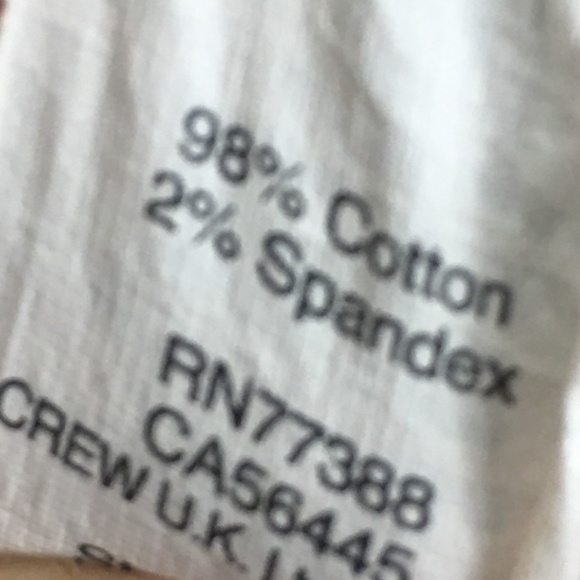 98% Cotton
2% Spandex
RN77388
CA56445
CREW U.K.